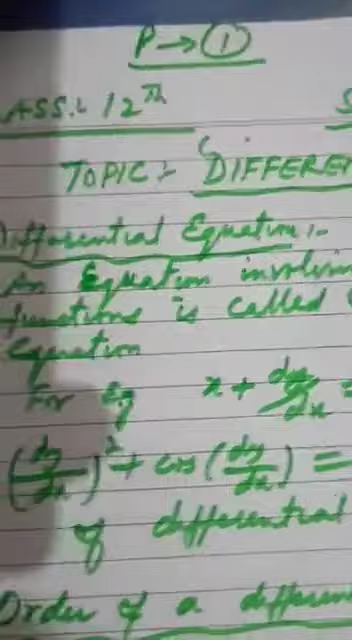 P → ①
ASS:- 12th
TOPIC:- DIFFEREN
Differential Equation:-
An Equation involvin
functions is called
Equation
For Eg x + dy/dx =
(dy/dx)² + cos (dy/dx) =
of differential
Order of a differen